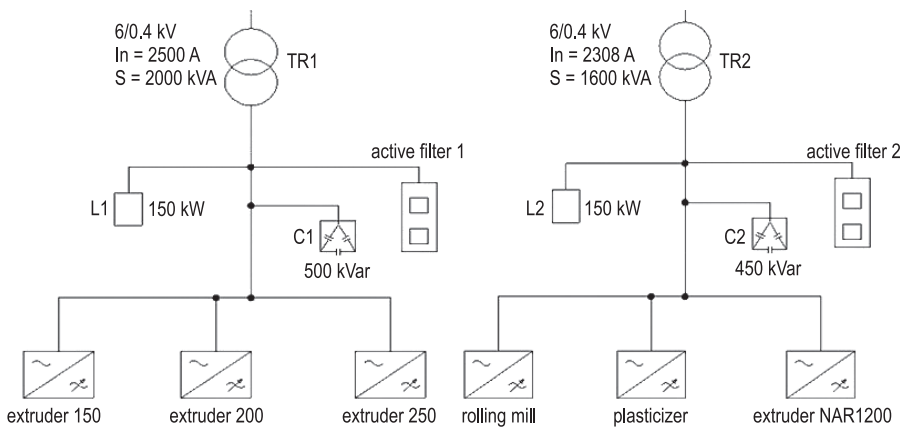 6/0.4 kV
In = 2500 A
S = 2000 kVA
TR1
active filter 1
L1
150 kW
C1
500 kVar
extruder 150
extruder 200
extruder 250
6/0.4 kV
In = 2308 A
S = 1600 kVA
TR2
active filter 2
L2
150 kW
C2
450 kVar
rolling mill
plasticizer
extruder NAR1200